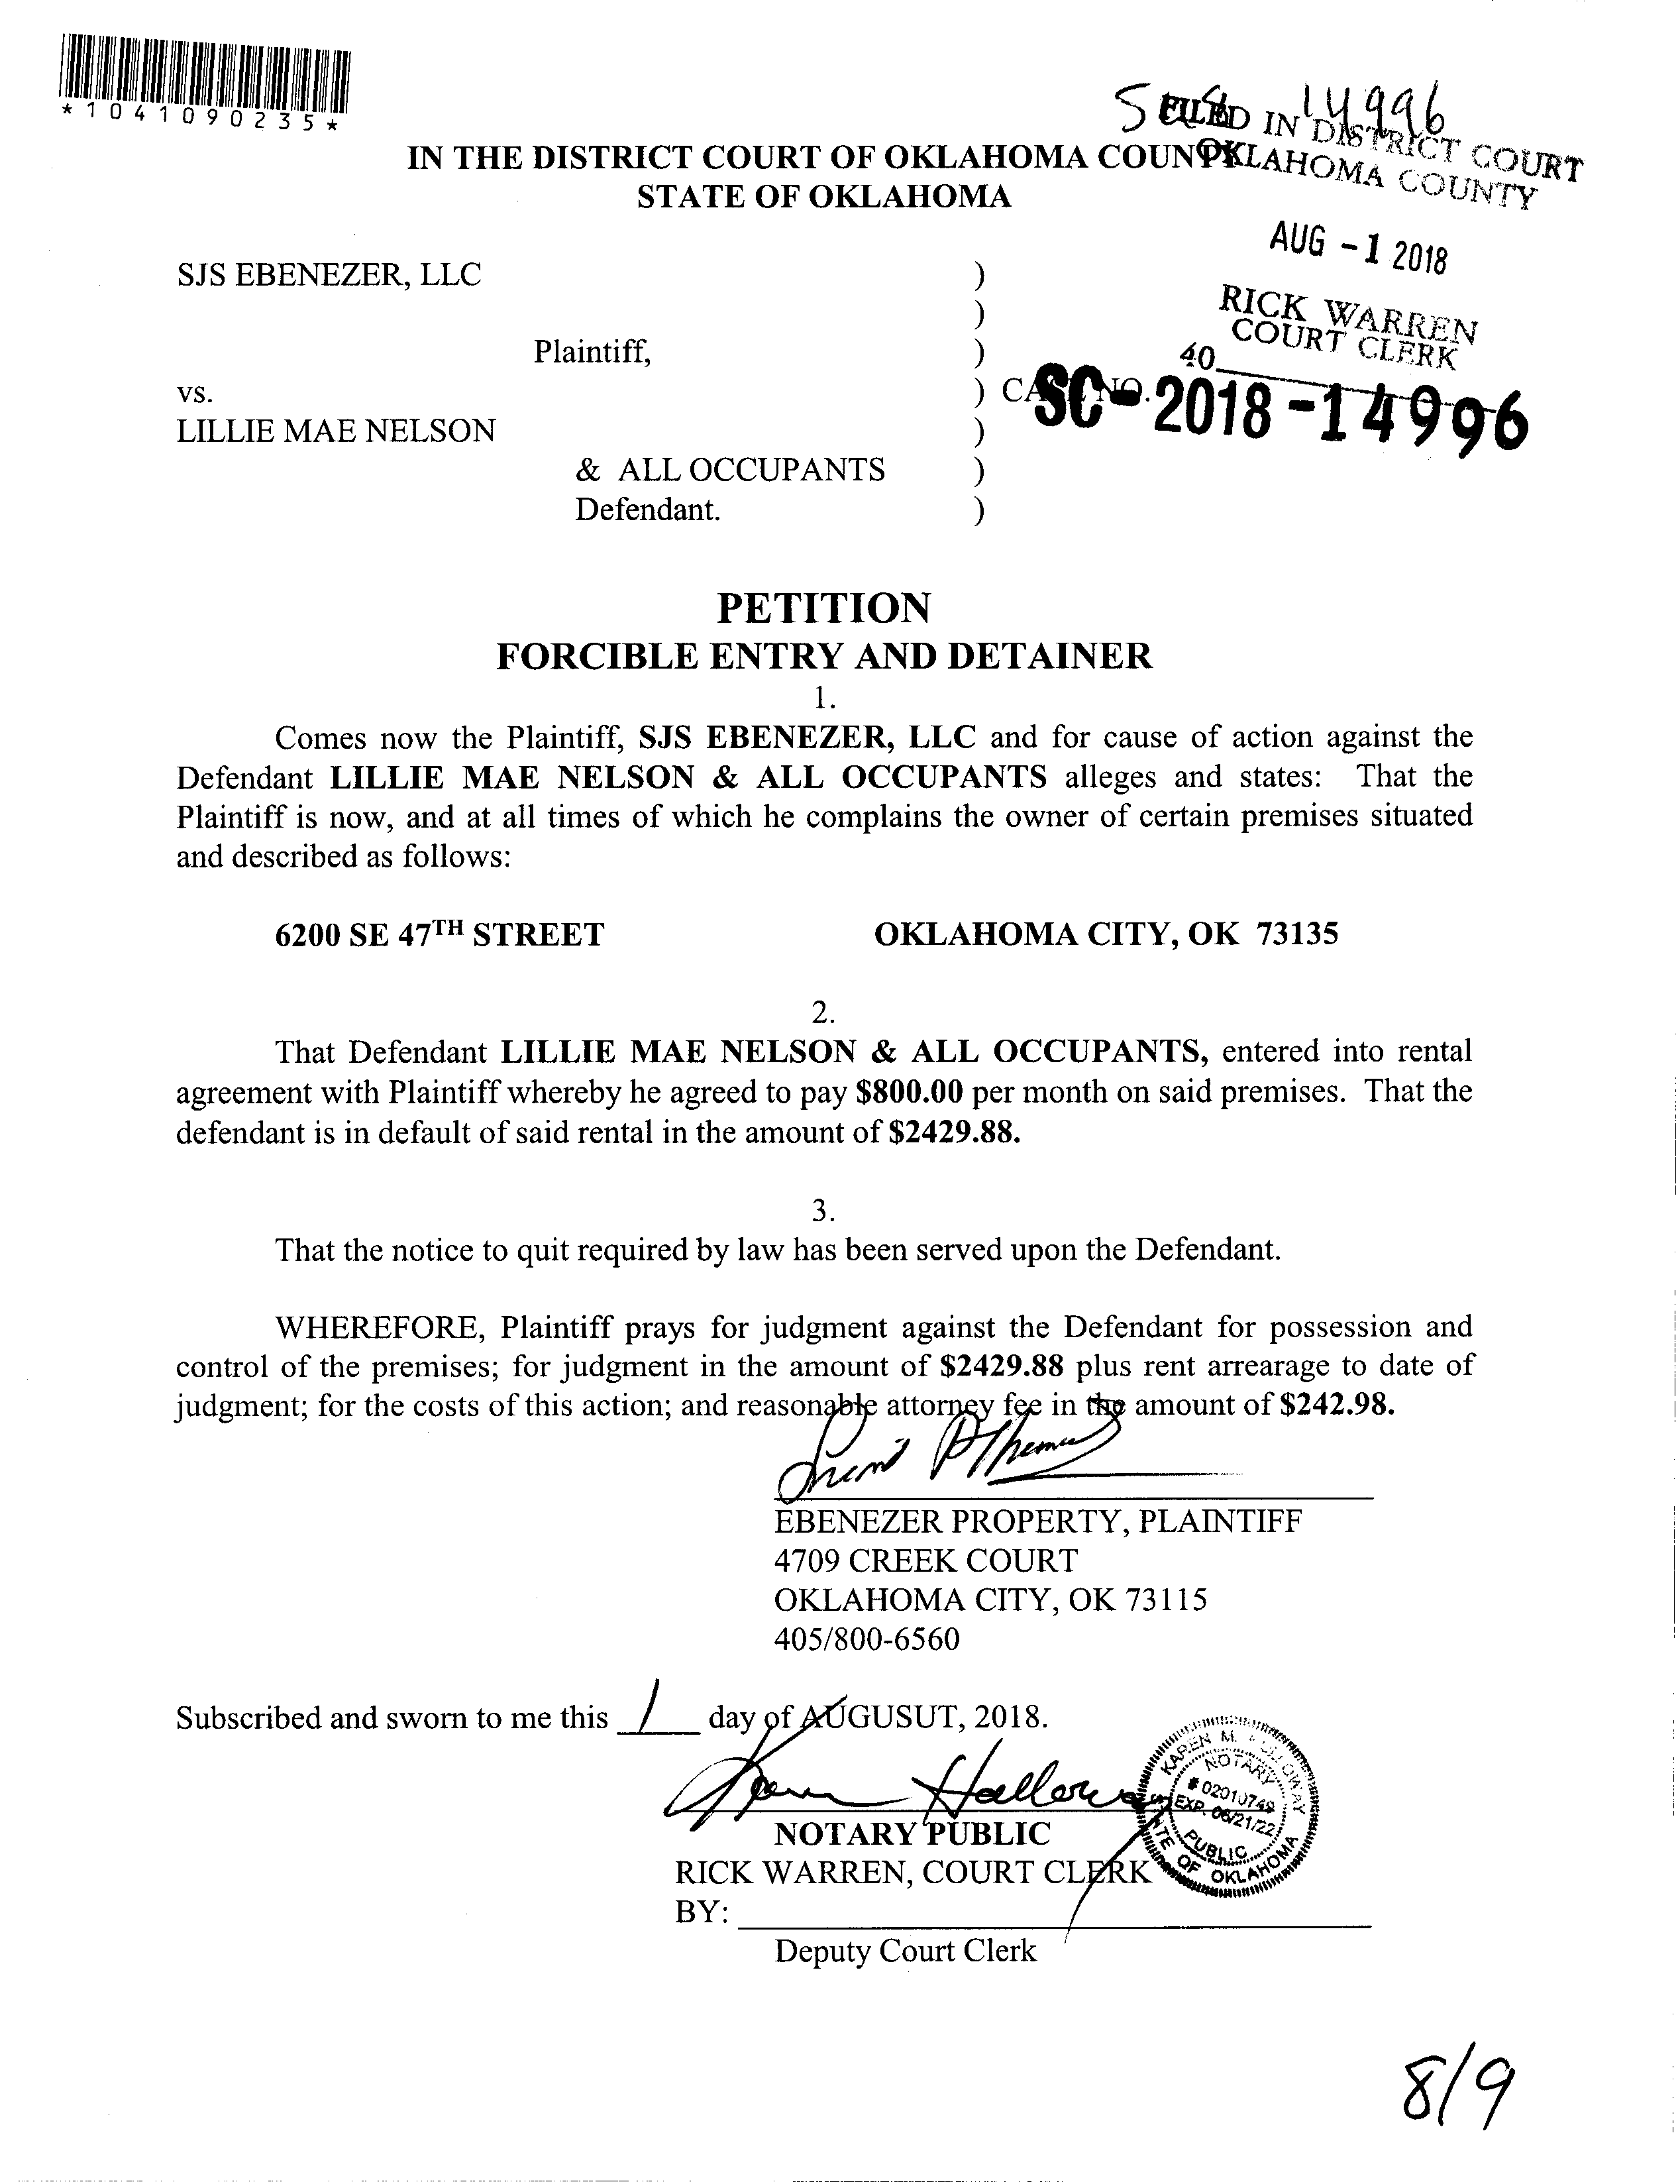 *1041090235*
14996
FILED IN DISTRICT COURT
OKLAHOMA COUNTY
IN THE DISTRICT COURT OF OKLAHOMA COUN
STATE OF OKLAHOMA
AUG -1 2018
RICK WARREN
COURT CLERK
40
SJS EBENEZER, LLC )
)
Plaintiff, )
vs. ) CASE NO. SC-2018-14996
LILLIE MAE NELSON )
& ALL OCCUPANTS )
Defendant. )
PETITION
FORCIBLE ENTRY AND DETAINER
1.
Comes now the Plaintiff, SJS EBENEZER, LLC and for cause of action against the
Defendant LILLIE MAE NELSON & ALL OCCUPANTS alleges and states: That the
Plaintiff is now, and at all times of which he complains the owner of certain premises situated
and described as follows:
6200 SE 47TH STREET OKLAHOMA CITY, OK 73135
2.
That Defendant LILLIE MAE NELSON & ALL OCCUPANTS, entered into rental
agreement with Plaintiff whereby he agreed to pay $800.00 per month on said premises. That the
defendant is in default of said rental in the amount of $2429.88.
3.
That the notice to quit required by law has been served upon the Defendant.
WHEREFORE, Plaintiff prays for judgment against the Defendant for possession and
control of the premises; for judgment in the amount of $2429.88 plus rent arrearage to date of
judgment; for the costs of this action; and reasonable attorney fee in the amount of $242.98.
EBENEZER PROPERTY, PLAINTIFF
4709 CREEK COURT
OKLAHOMA CITY, OK 73115
405/800-6560
Subscribed and sworn to me this 1 day of AUGUSUT, 2018.
Karen Holloway
KAREN M. HOLLOWAY
NOTARY
# 02010749
EXP. 06/21/22
PUBLIC
STATE OF OKLAHOMA
NOTARY PUBLIC
RICK WARREN, COURT CLERK
BY:
Deputy Court Clerk
8/9